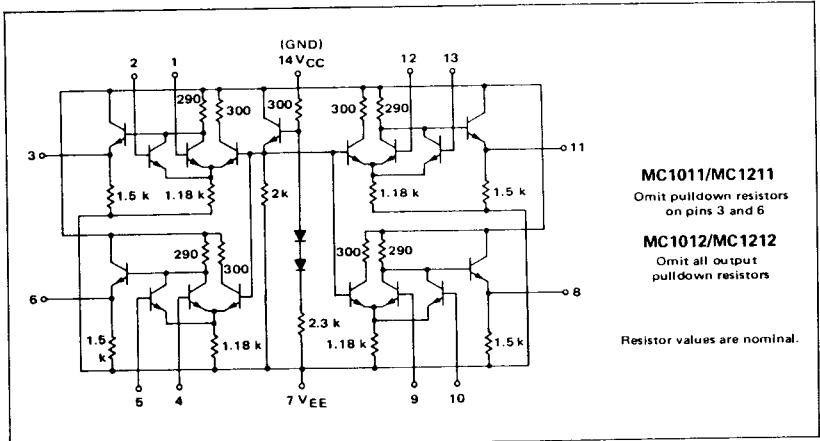 (GND)
14 VCC
2 1 12 13
290 300 300 300 290
3 11
1.5 k 1.18 k 2k 1.18 k 1.5 k
MC1011/MC1211
Omit pulldown resistors
on pins 3 and 6
MC1012/MC1212
Omit all output
pulldown resistors
290 300 300 290
6 8
1.5
k
1.18 k 2.3 k 1.18 k 1.5 k
Resistor values are nominal.
5 4 7 VEE 9 10